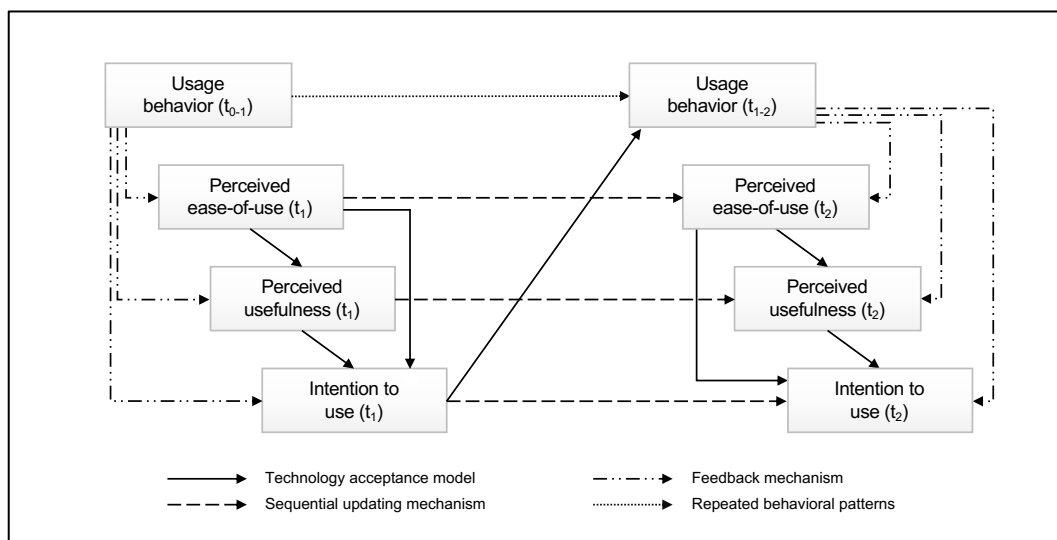 Usage
behavior (t0-1)
Usage
behavior (t1-2)
Perceived
ease-of-use (t1)
Perceived
ease-of-use (t2)
Perceived
usefulness (t1)
Perceived
usefulness (t2)
Intention to
use (t1)
Intention to
use (t2)
Technology acceptance model
Feedback mechanism
Sequential updating mechanism
Repeated behavioral patterns